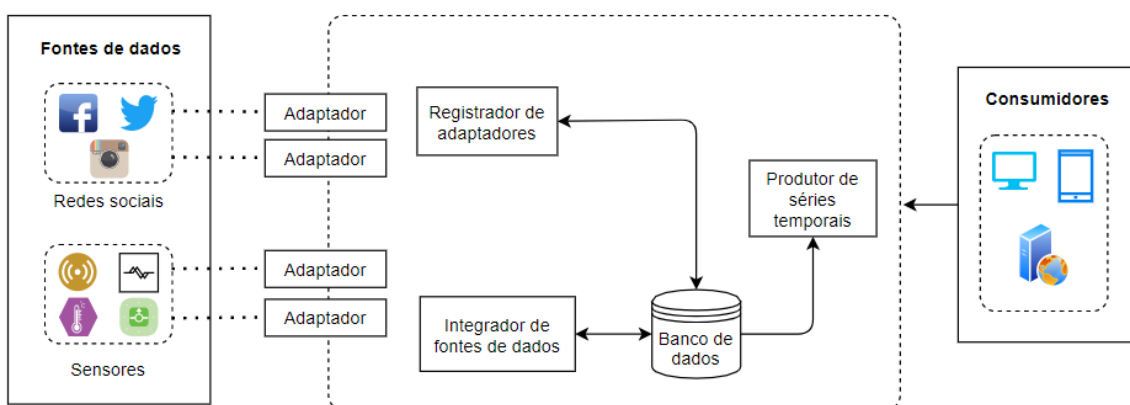 Fontes de dados
Redes sociais
Sensores
Adaptador
Adaptador
Adaptador
Adaptador
Registrador de
adaptadores
Integrador de
fontes de dados
Banco de
dados
Produtor de
séries
temporais
Consumidores